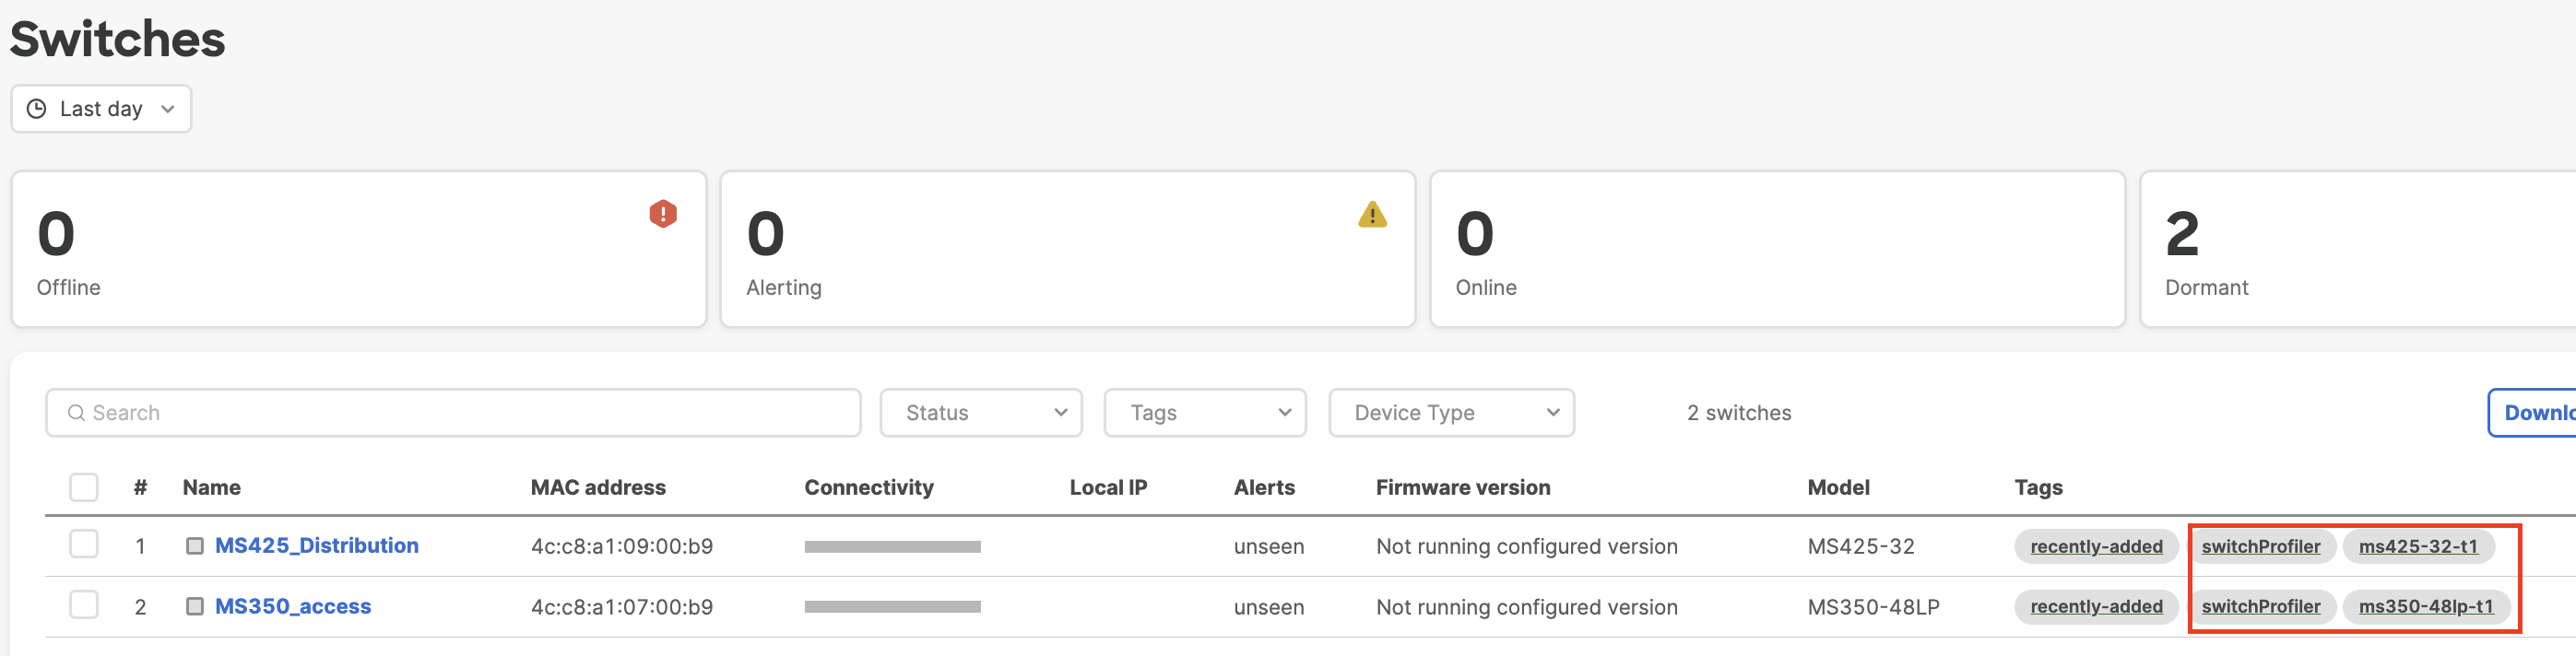 Switches
Last day
0 0 0 2
Offline Alerting Online Dormant
Search Status Tags Device Type 2 switches Downlo
# Name MAC address Connectivity Local IP Alerts Firmware version Model Tags
1 MS425_Distribution 4c:c8:a1:09:00:b9 unseen Not running configured version MS425-32 recently-added switchProfiler ms425-32-t1
2 MS350_access 4c:c8:a1:07:00:b9 unseen Not running configured version MS350-48LP recently-added switchProfiler ms350-48lp-t1